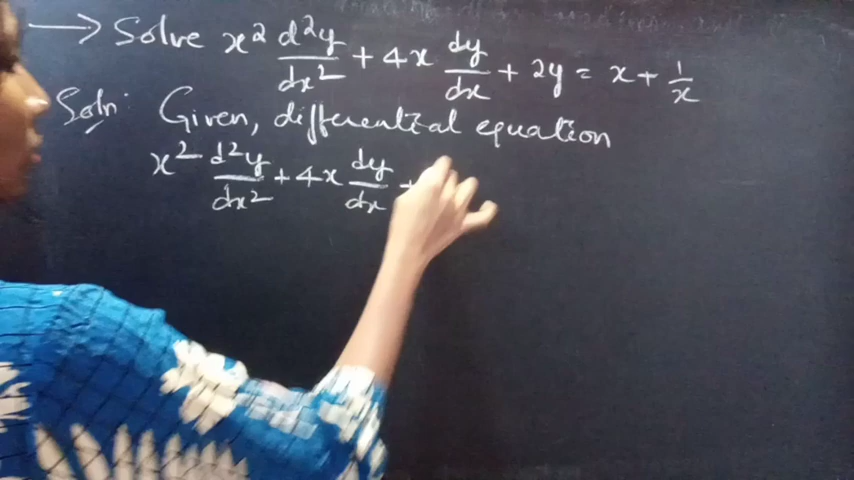 → Solve x² d²y/dx² + 4x dy/dx + 2y = x + 1/x
Soln: Given, differential equation
x² d²y/dx² + 4x dy/dx +